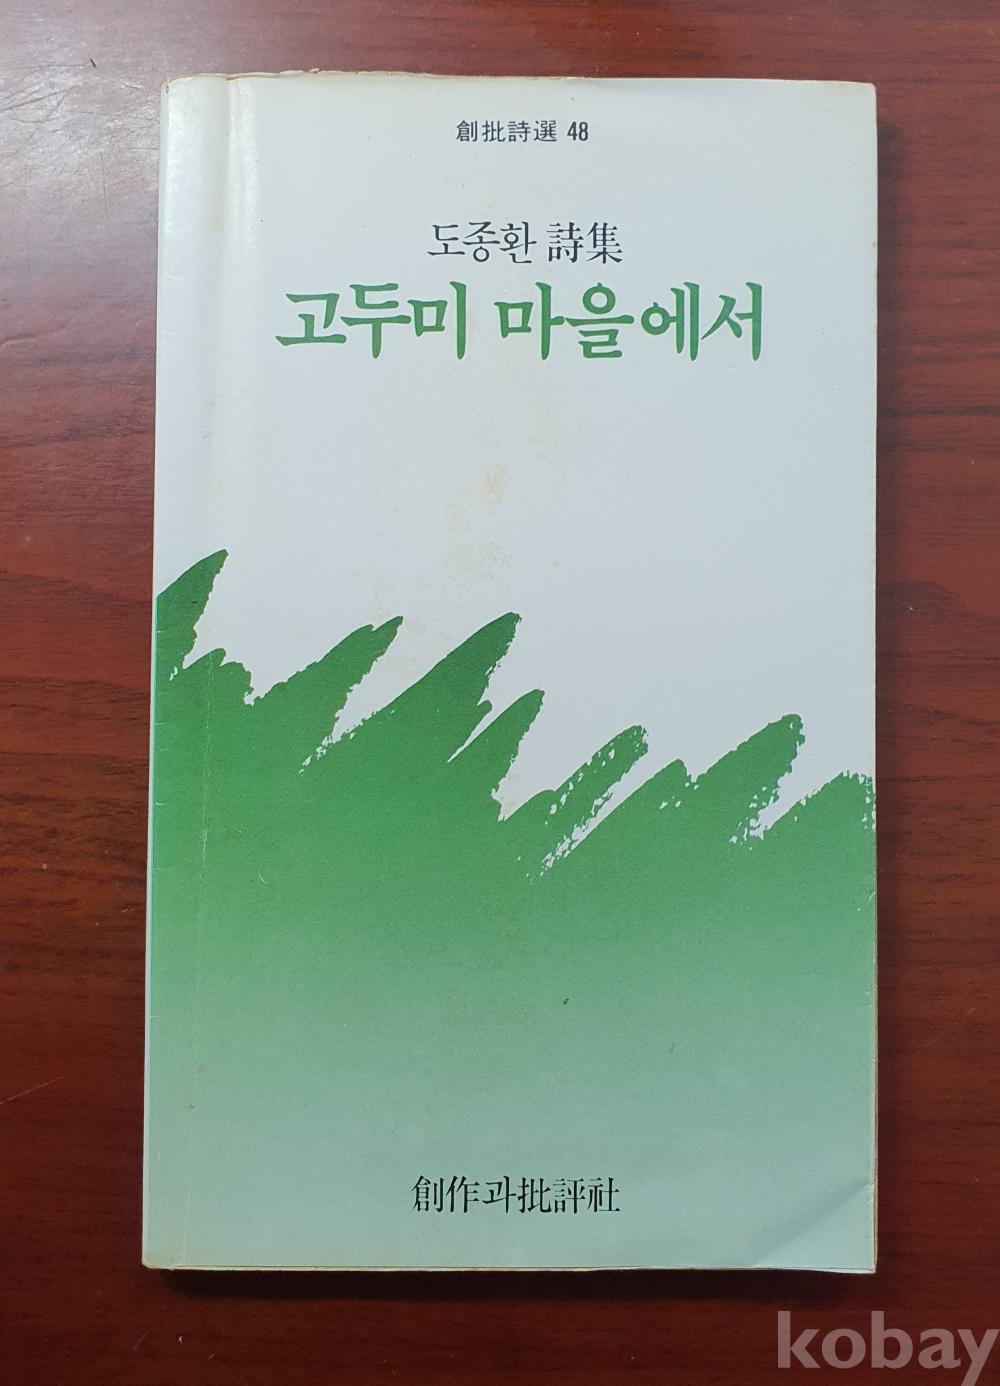 創批詩選 48
도종환 詩集
고두미 마을에서
創作과批評社
kobay